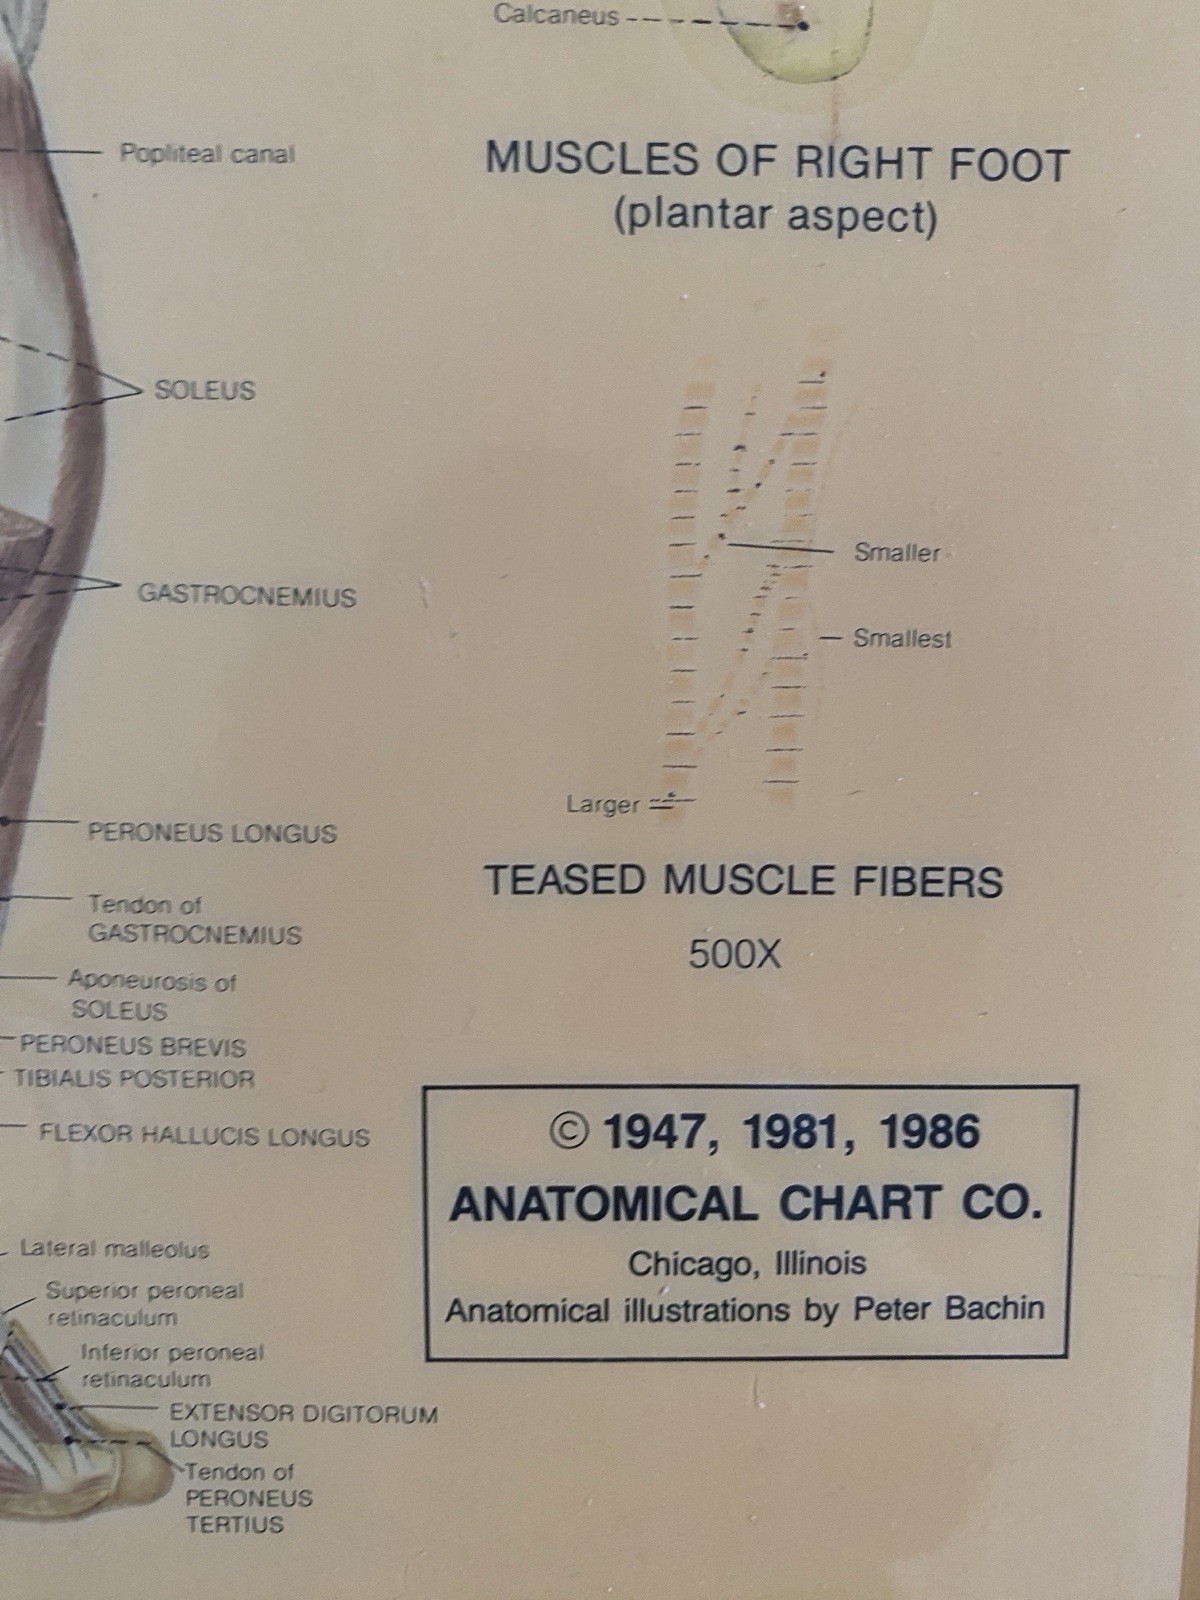 Calcaneus
MUSCLES OF RIGHT FOOT
(plantar aspect)
Popliteal canal
SOLEUS
GASTROCNEMIUS
PERONEUS LONGUS
Tendon of
GASTROCNEMIUS
Aponeurosis of
SOLEUS
PERONEUS BREVIS
TIBIALIS POSTERIOR
FLEXOR HALLUCIS LONGUS
Lateral malleolus
Superior peroneal
retinaculum
Inferior peroneal
retinaculum
EXTENSOR DIGITORUM
LONGUS
Tendon of
PERONEUS
TERTIUS
Smaller
Smallest
Larger
TEASED MUSCLE FIBERS
500X
© 1947, 1981, 1986
ANATOMICAL CHART CO.
Chicago, Illinois
Anatomical illustrations by Peter Bachin